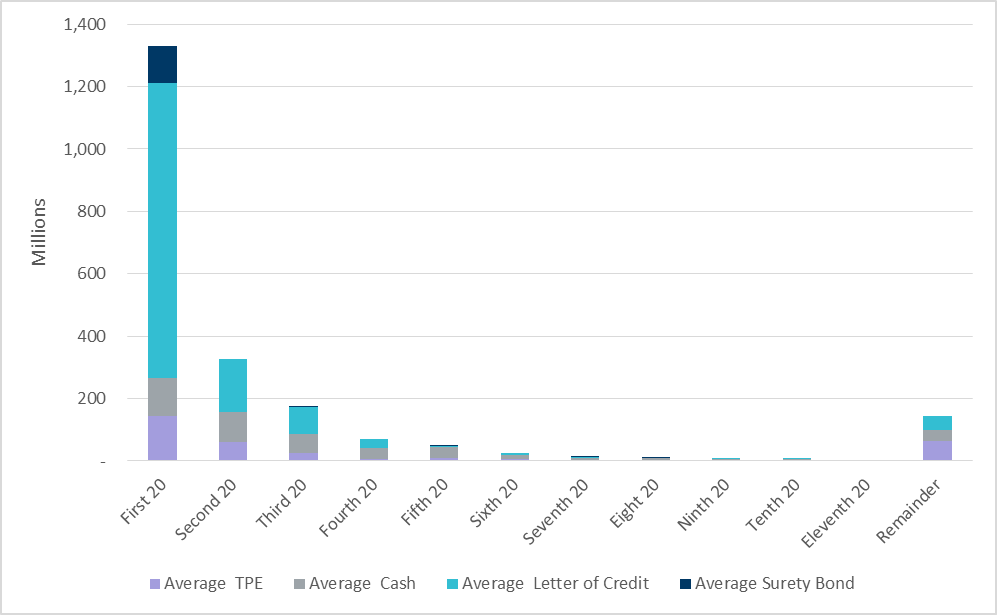 1,400
1,200
1,000
800
600
400
200
-
Millions
First 20
Second 20
Third 20
Fourth 20
Fifth 20
Sixth 20
Seventh 20
Eight 20
Ninth 20
Tenth 20
Eleventh 20
Remainder
Average TPE
Average Cash
Average Letter of Credit
Average Surety Bond